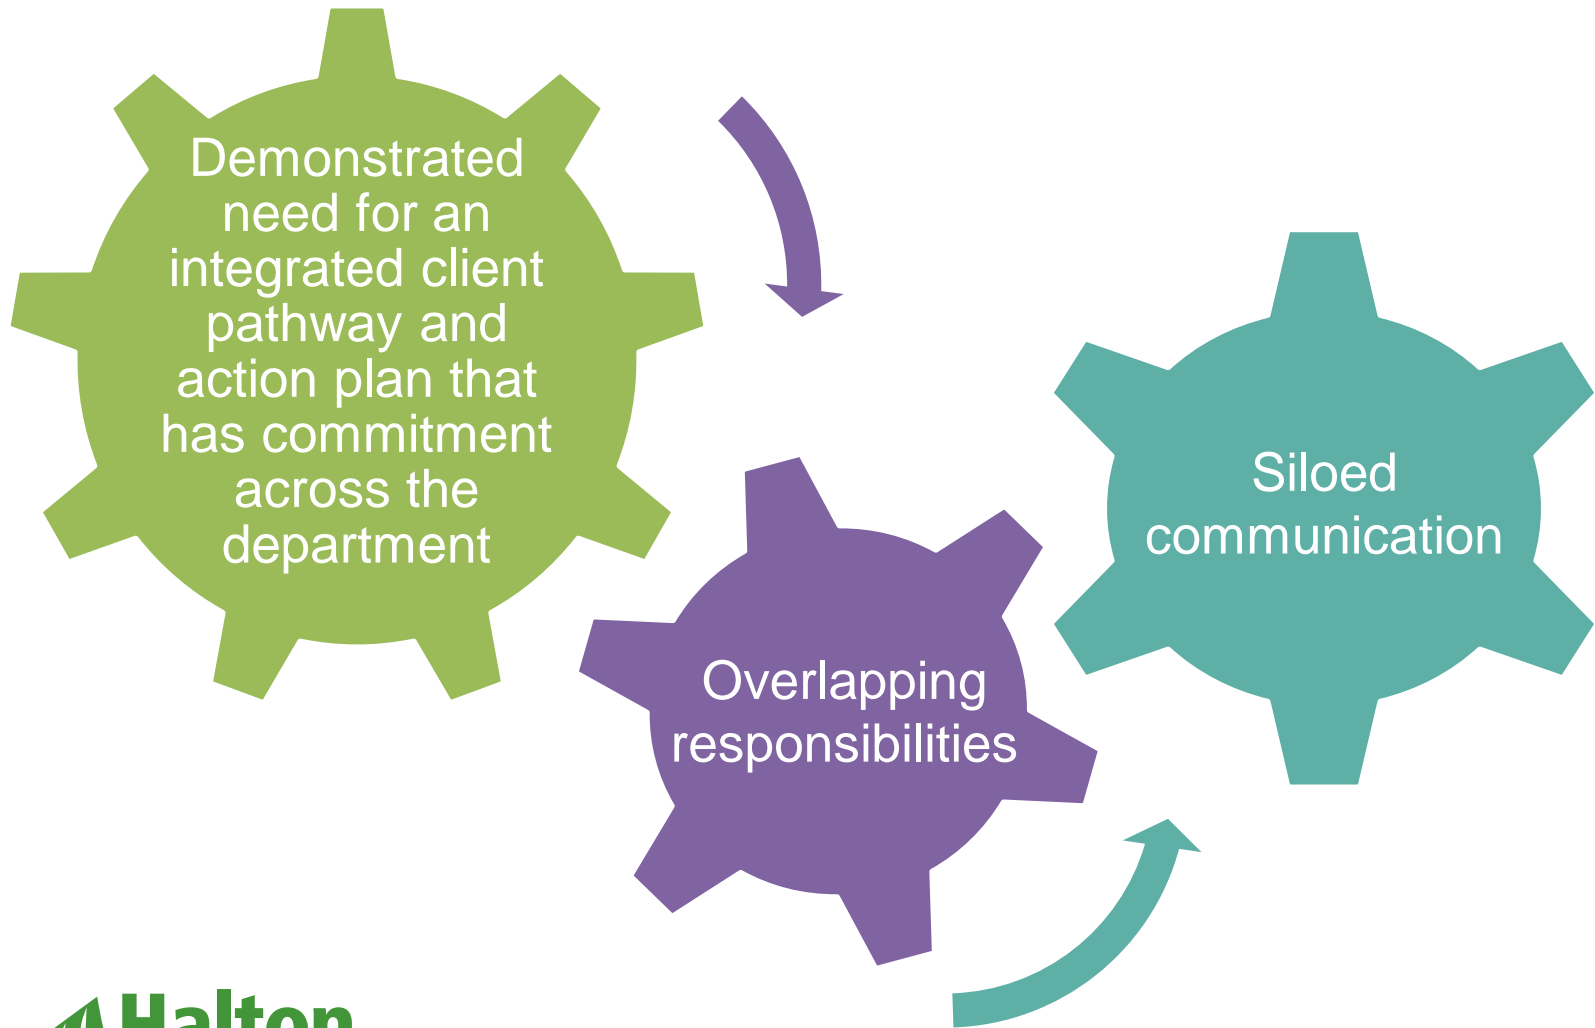 Demonstrated
need for an
integrated client
pathway and
action plan that
has commitment
across the
department
Siloed
communication
Overlapping
responsibilities
Halton